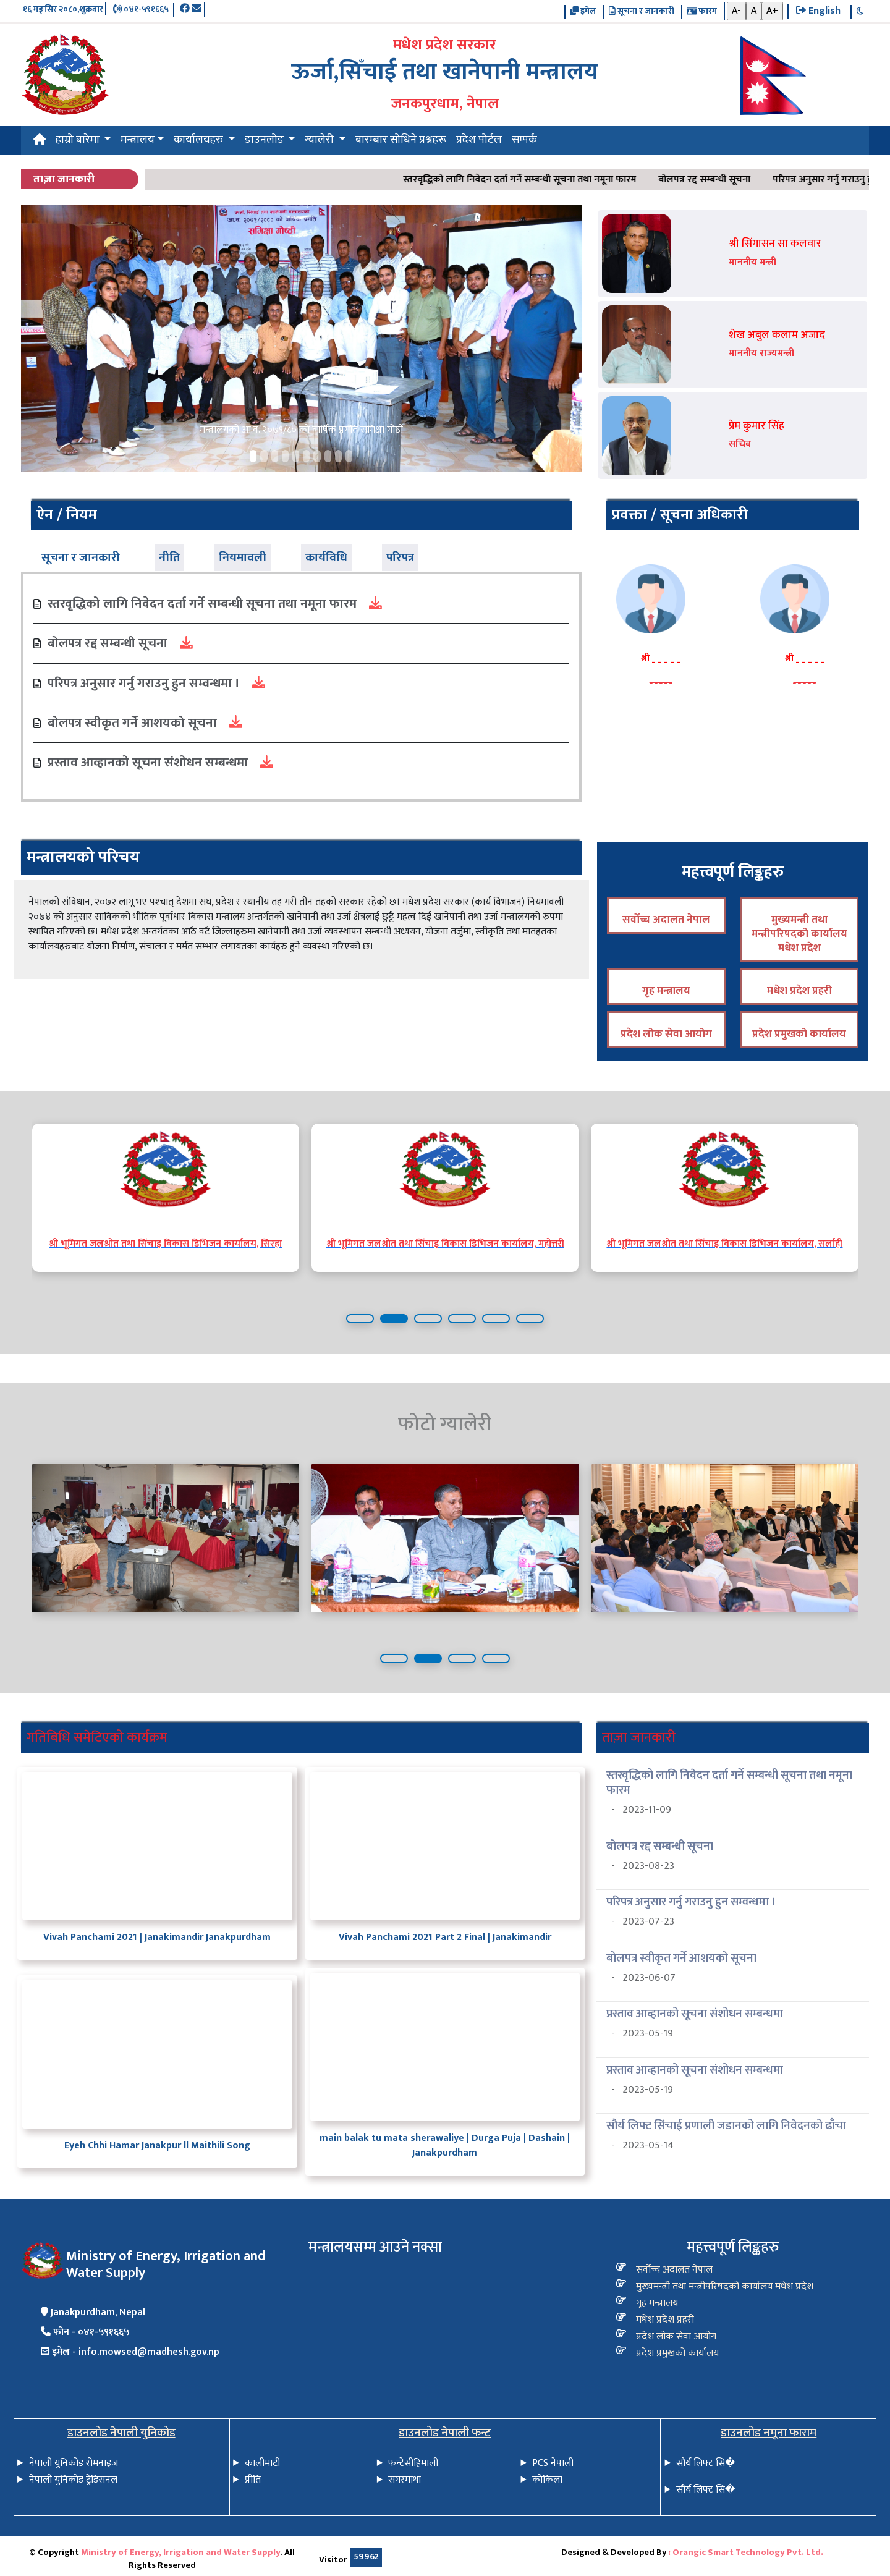 १६ मङ्सिर २०८०,शुक्रबार ०४१-५९१६६५ इमेल सूचना र जानकारी फारम A- A A+ English
मधेश प्रदेश सरकार
ऊर्जा,सिँचाई तथा खानेपानी मन्त्रालय
जनकपुरधाम, नेपाल
हाम्रो बारेमा मन्त्रालय कार्यालयहरु डाउनलोड ग्यालेरी बारम्बार सोधिने प्रश्नहरू प्रदेश पोर्टल सम्पर्क
ताज़ा जानकारी स्तरवृद्धिको लागि निवेदन दर्ता गर्ने सम्बन्धी सूचना तथा नमूना फारम बोलपत्र रद्द सम्बन्धी सूचना परिपत्र अनुसार गर्नु गराउनु
समिक्षा गोष्ठी
श्री सिंगासन सा कलवार
माननीय मन्त्री
शेख अबुल कलाम अजाद
माननीय राज्यमन्त्री
प्रेम कुमार सिंह
सचिव
ऐन / नियम
सूचना र जानकारी नीति नियमावली कार्यविधि परिपत्र
स्तरवृद्धिको लागि निवेदन दर्ता गर्ने सम्बन्धी सूचना तथा नमूना फारम
बोलपत्र रद्द सम्बन्धी सूचना
परिपत्र अनुसार गर्नु गराउनु हुन सम्वन्धमा ।
बोलपत्र स्वीकृत गर्ने आशयको सूचना
प्रस्ताव आव्हानको सूचना संशोधन सम्बन्धमा
प्रवक्ता / सूचना अधिकारी
श्री _ _ _ _ _ श्री _ _ _ _ _
----- -----
मन्त्रालयको परिचय
नेपालको संविधान, २०७२ लागू भए पश्चात् देशमा संघ, प्रदेश र स्थानीय तह गरी तीन तहको सरकार रहेको छ। मधेश प्रदेश सरकार (कार्य विभाजन) नियमावली
२०७४ को अनुसार साविकको भौतिक पूर्वाधार बिकास मन्त्रालय अन्तर्गतको खानेपानी तथा उर्जा क्षेत्रलाई छुट्टै महत्व दिई खानेपानी तथा उर्जा मन्त्रालयको रुपमा
स्थापित गरिएको छ। मधेश प्रदेश अन्तर्गतका आठै वटै जिल्लाहरुमा खानेपानी तथा उर्जा व्यवस्थापन सम्बन्धी अध्ययन, योजना तर्जुमा, स्वीकृति तथा मातहतका
कार्यालयहरुबाट योजना निर्माण, संचालन र मर्मत सम्भार लगायतका कार्यहरु हुने व्यवस्था गरिएको छ।
महत्त्वपूर्ण लिङ्कहरु
सर्वोच्च अदालत नेपाल
मुख्यमन्त्री तथा
मन्त्रीपरिषदको कार्यालय
मधेश प्रदेश
गृह मन्त्रालय मधेश प्रदेश प्रहरी
प्रदेश लोक सेवा आयोग प्रदेश प्रमुखको कार्यालय
श्री भूमिगत जलश्रोत तथा सिंचाइ विकास डिभिजन कार्यालय, सिरहा श्री भूमिगत जलश्रोत तथा सिंचाइ विकास डिभिजन कार्यालय, महोत्तरी श्री भूमिगत जलश्रोत तथा सिंचाइ विकास डिभिजन कार्यालय, सर्लाही
फोटो ग्यालेरी
गतिबिधि समेटिएको कार्यक्रम
Vivah Panchami 2021 | Janakimandir Janakpurdham Vivah Panchami 2021 Part 2 Final | Janakimandir
Eyeh Chhi Hamar Janakpur ll Maithili Song
main balak tu mata sherawaliye | Durga Puja | Dashain |
Janakpurdham
ताज़ा जानकारी
स्तरवृद्धिको लागि निवेदन दर्ता गर्ने सम्बन्धी सूचना तथा नमूना
फारम
- 2023-11-09
बोलपत्र रद्द सम्बन्धी सूचना
- 2023-08-23
परिपत्र अनुसार गर्नु गराउनु हुन सम्वन्धमा ।
- 2023-07-23
बोलपत्र स्वीकृत गर्ने आशयको सूचना
- 2023-06-07
प्रस्ताव आव्हानको सूचना संशोधन सम्बन्धमा
- 2023-05-19
प्रस्ताव आव्हानको सूचना संशोधन सम्बन्धमा
- 2023-05-19
सौर्य लिफ्ट सिंचाई प्रणाली जडानको लागि निवेदनको ढाँचा
- 2023-05-14
Ministry of Energy, Irrigation and
Water Supply
Janakpurdham, Nepal
फोन - ०४१-५९१६६५
इमेल - info.mowsed@madhesh.gov.np
मन्त्रालयसम्म आउने नक्सा
महत्त्वपूर्ण लिङ्कहरु
सर्वोच्च अदालत नेपाल
मुख्यमन्त्री तथा मन्त्रीपरिषदको कार्यालय मधेश प्रदेश
गृह मन्त्रालय
मधेश प्रदेश प्रहरी
प्रदेश लोक सेवा आयोग
प्रदेश प्रमुखको कार्यालय
डाउनलोड नेपाली युनिकोड
नेपाली युनिकोड रोमनाइज
नेपाली युनिकोड ट्रेडिसनल
डाउनलोड नेपाली फन्ट
कालीमाटी फन्टेसीहिमाली PCS नेपाली
प्रीति सगरमाथा कोकिला
डाउनलोड नमूना फाराम
सौर्य लिफ्ट सि�
सौर्य लिफ्ट सि�
© Copyright Ministry of Energy, Irrigation and Water Supply. All
Rights Reserved
Visitor 59962
Designed & Developed By : Orangic Smart Technology Pvt. Ltd.